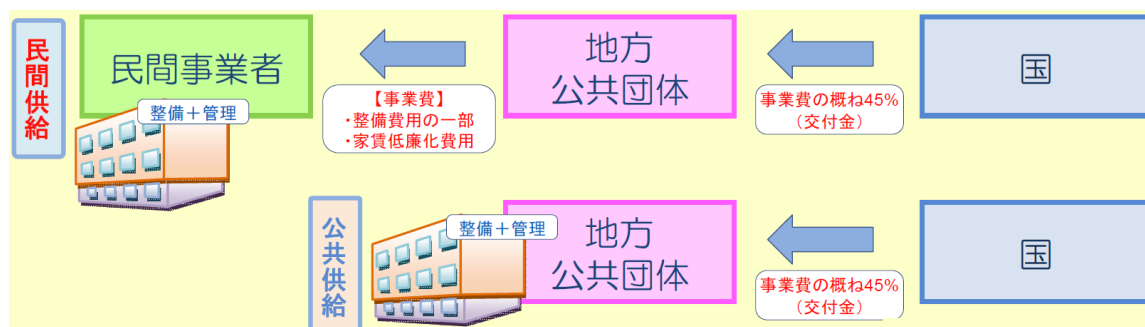 民間供給
民間事業者
整備＋管理
【事業費】
・整備費用の一部
・家賃低廉化費用
地方
公共団体
事業費の概ね45%
（交付金）
国
公共供給
整備＋管理
地方
公共団体
事業費の概ね45%
（交付金）
国